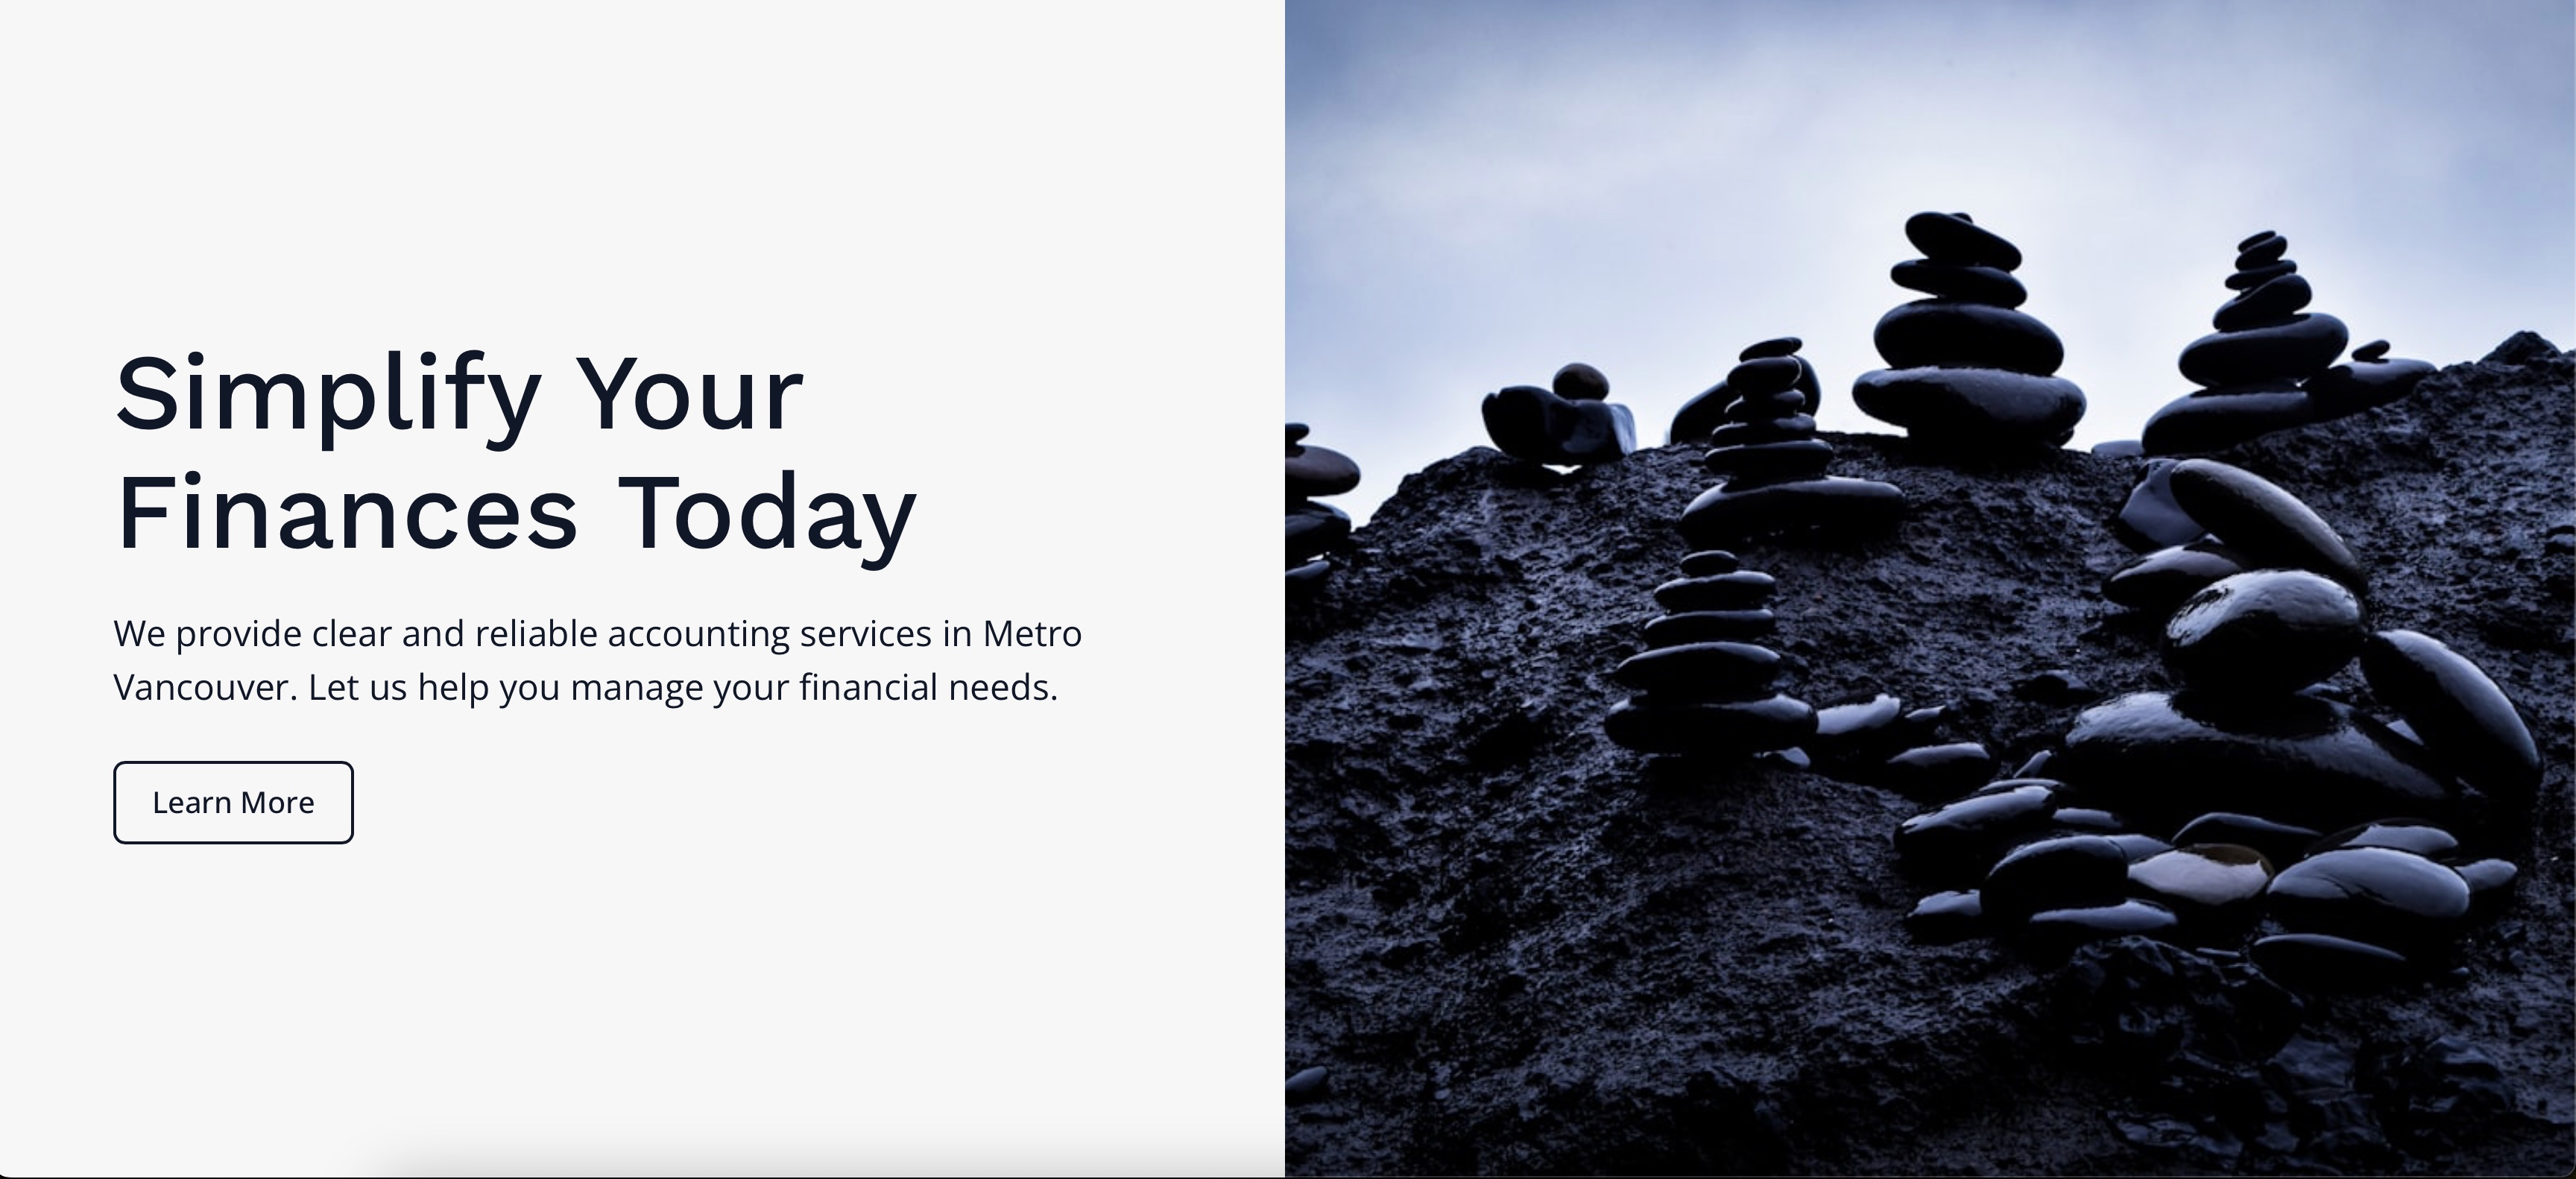 Simplify Your
Finances Today
We provide clear and reliable accounting services in Metro
Vancouver. Let us help you manage your financial needs.
Learn More